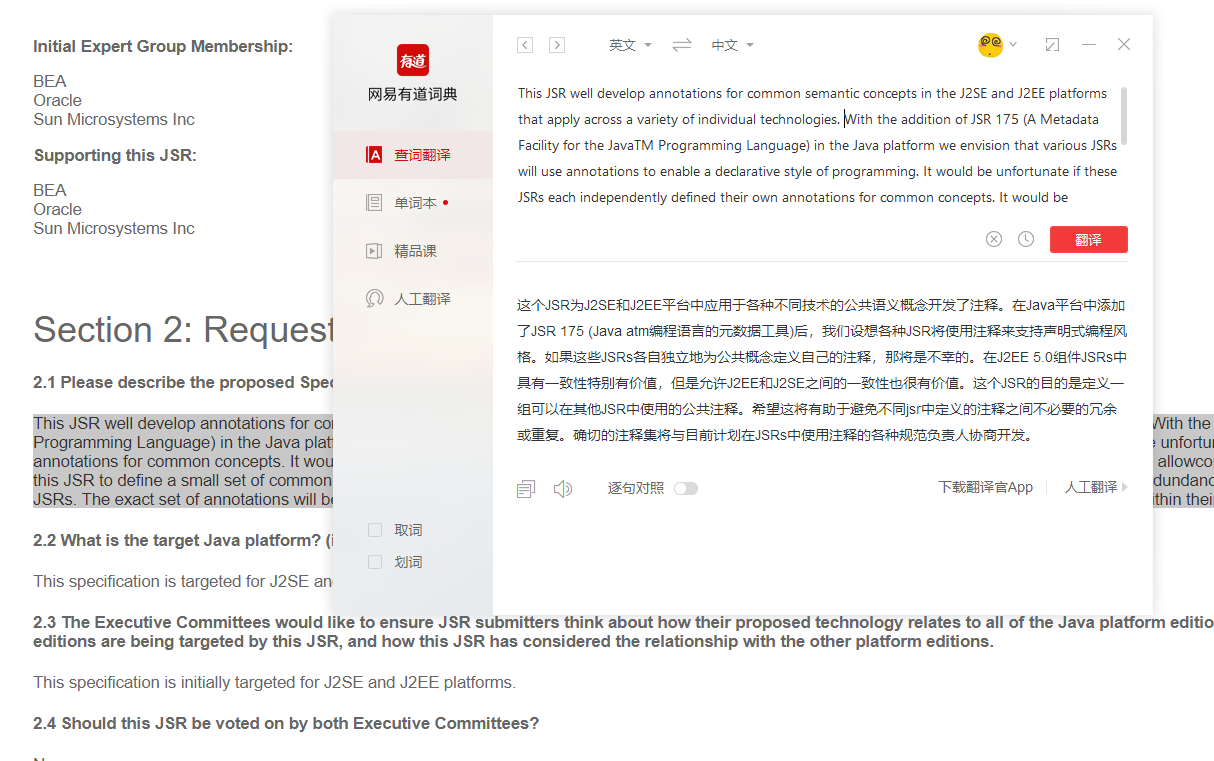 Initial Expert Group Membership:
BEA
Oracle
Sun Microsystems Inc
Supporting this JSR:
BEA
Oracle
Sun Microsystems Inc
Section 2: Request
2.1 Please describe the proposed Spec
This JSR well develop annotations for
Programming Language) in the Java
annotations for common concepts. It
this JSR to define a small set of common
JSRs. The exact set of annotations will
With the
allow
their
2.2 What is the target Java platform?
This specification is targeted for J2SE
2.3 The Executive Committees would like to ensure JSR submitters think about how their proposed technology relates to all of the Java platform
editions are being targeted by this JSR, and how this JSR has considered the relationship with the other platform editions.
This specification is initially targeted for J2SE and J2EE platforms.
2.4 Should this JSR be voted on by both Executive Committees?
有道
网易有道词典
查词翻译
单词本
精品课
人工翻译
取词
划词
英文
中文
This JSR well develop annotations for common semantic concepts in the J2SE and J2EE platforms
that apply across a variety of individual technologies. With the addition of JSR 175 (A Metadata
Facility for the JavaTM Programming Language) in the Java platform we envision that various JSRs
will use annotations to enable a declarative style of programming. It would be unfortunate if these
JSRs each independently defined their own annotations for common concepts. It would be
翻译
这个JSR为J2SE和J2EE平台中应用于各种不同技术的公共语义概念开发了注释。在Java平台中添加
了JSR 175 (Java atm编程语言的元数据工具)后，我们设想各种JSR将使用注释来支持声明式编程风
格。如果这些JSRs各自独立地为公共概念定义自己的注释，那将是不幸的。在J2EE 5.0组件JSRs中
具有一致性特别有价值，但是允许J2EE和J2SE之间的一致性也很有价值。这个JSR的目的是定义一
组可以在其他JSR中使用的公共注释。希望这将有助于避免不同jsr中定义的注释之间不必要的冗余
或重复。确切的注释集将与目前计划在JSRs中使用注释的各种规范负责人协商开发。
逐句对照
下载翻译官App
人工翻译